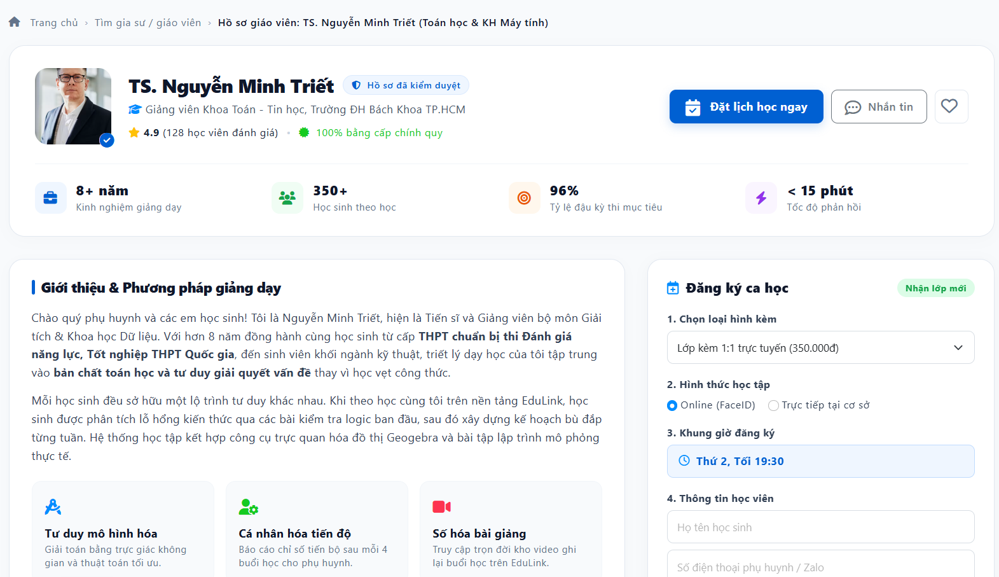 Trang chủ › Tìm gia sư / giáo viên › Hồ sơ giáo viên: TS. Nguyễn Minh Triết (Toán học & KH Máy tính)
TS. Nguyễn Minh Triết
Hồ sơ đã kiểm duyệt
Giảng viên Khoa Toán - Tin học, Trường ĐH Bách Khoa TP.HCM
4.9 (128 học viên đánh giá) • 100% bằng cấp chính quy
Đặt lịch học ngay
Nhắn tin
8+ năm
Kinh nghiệm giảng dạy
350+
Học sinh theo học
96%
Tỷ lệ đậu kỳ thi mục tiêu
< 15 phút
Tốc độ phản hồi
Giới thiệu & Phương pháp giảng dạy
Chào quý phụ huynh và các em học sinh! Tôi là Nguyễn Minh Triết, hiện là Tiến sĩ và Giảng viên bộ môn Giải
tích & Khoa học Dữ liệu. Với hơn 8 năm đồng hành cùng học sinh từ cấp THPT chuẩn bị thi Đánh giá
năng lực, Tốt nghiệp THPT Quốc gia, đến sinh viên khối ngành kỹ thuật, triết lý dạy học của tôi tập trung
vào bản chất toán học và tư duy giải quyết vấn đề thay vì học vẹt công thức.
Mỗi học sinh đều sở hữu một lộ trình tư duy khác nhau. Khi theo học cùng tôi trên nền tảng EduLink, học
sinh được phân tích lỗ hổng kiến thức qua các bài kiểm tra logic ban đầu, sau đó xây dựng kế hoạch bù đắp
từng tuần. Hệ thống học tập kết hợp công cụ trực quan hóa đồ thị Geogebra và bài tập lập trình mô phỏng
thực tế.
Tư duy mô hình hóa
Giải toán bằng trực giác không
gian và thuật toán tối ưu.
Cá nhân hóa tiến độ
Báo cáo chỉ số tiến bộ sau mỗi 4
buổi học cho phụ huynh.
Số hóa bài giảng
Truy cập trọn đời kho video ghi
lại buổi học trên EduLink.
Đăng ký ca học
Nhận lớp mới
1. Chọn loại hình kèm
Lớp kèm 1:1 trực tuyến (350.000đ)
2. Hình thức học tập
Online (FaceID)
Trực tiếp tại cơ sở
3. Khung giờ đăng ký
Thứ 2, Tối 19:30
4. Thông tin học viên
Họ tên học sinh
Số điện thoại phụ huynh / Zalo